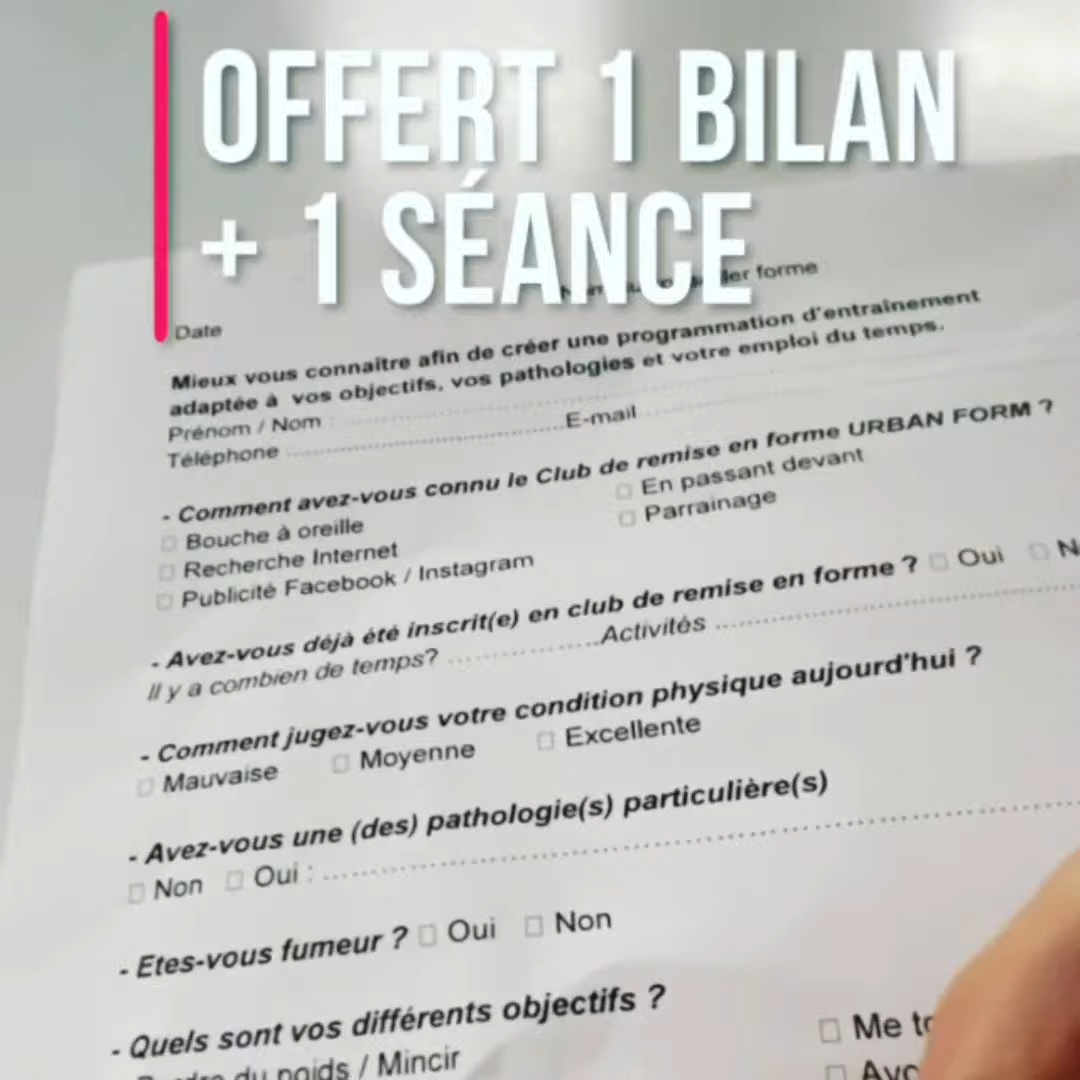 OFFERT 1 BILAN
+ 1 SÉANCE
forme
Date
Mieux vous connaître afin de créer une programmation d'entraînement
adaptée à vos objectifs, vos pathologies et votre emploi du temps.
Prénom / Nom
Téléphone E-mail
- Comment avez-vous connu le Club de remise en forme URBAN FORM ?
Bouche à oreille En passant devant
Recherche Internet Parrainage
Publicité Facebook / Instagram
- Avez-vous déjà été inscrit(e) en club de remise en forme ? Oui
Il y a combien de temps? Activités
- Comment jugez-vous votre condition physique aujourd'hui ?
Mauvaise Moyenne Excellente
- Avez-vous une (des) pathologie(s) particulière(s)
Non Oui :
- Etes-vous fumeur ? Oui Non
- Quels sont vos différents objectifs ?
du poids / Mincir Me